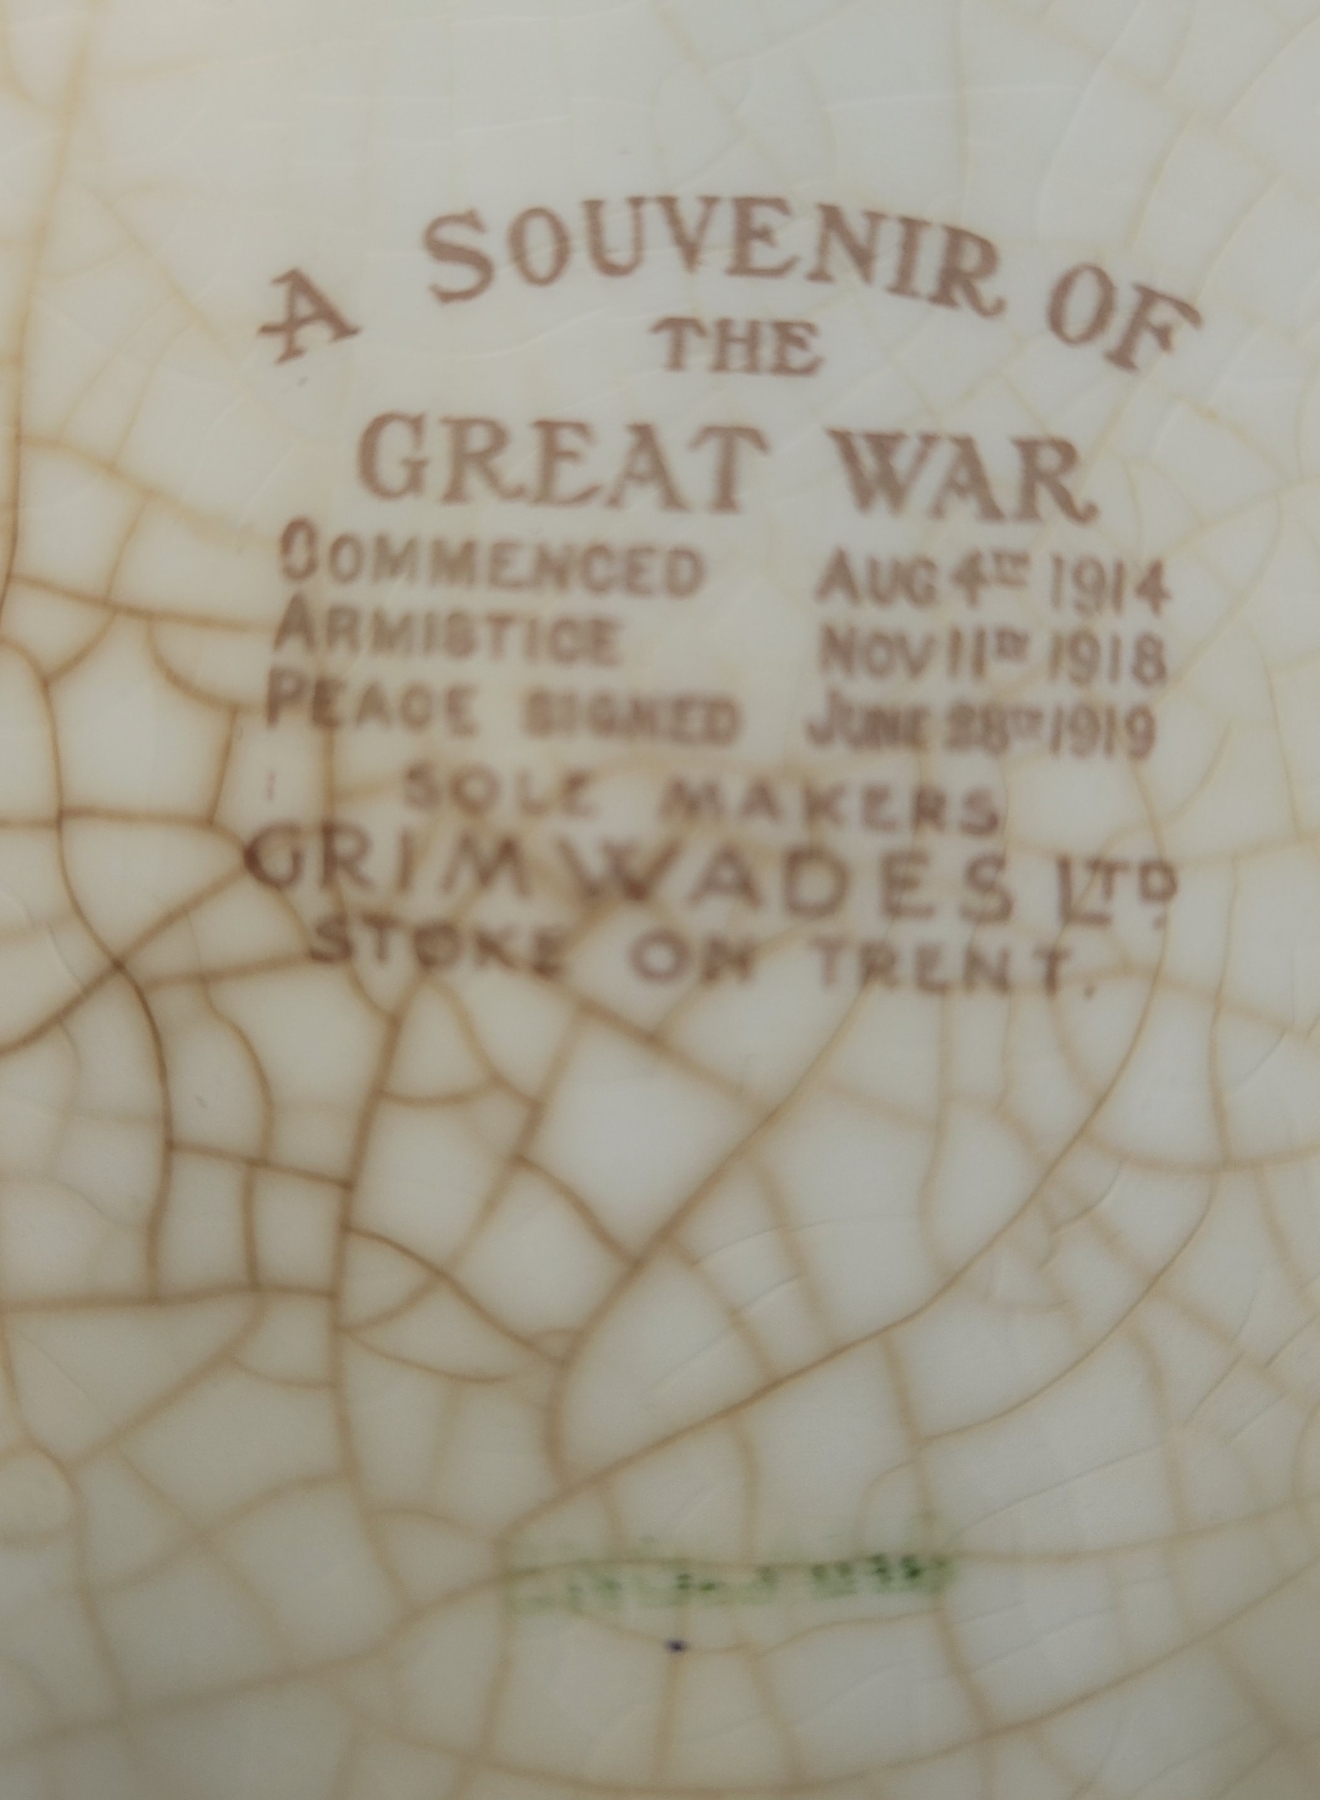 A SOUVENIR OF
THE
GREAT WAR
COMMENCED AUG 4TH 1914
ARMISTICE NOV 11TH 1918
PEACE SIGNED JUNE 28TH 1919
SOLE MAKERS
GRIMWADES LTD.
STOKE ON TRENT.